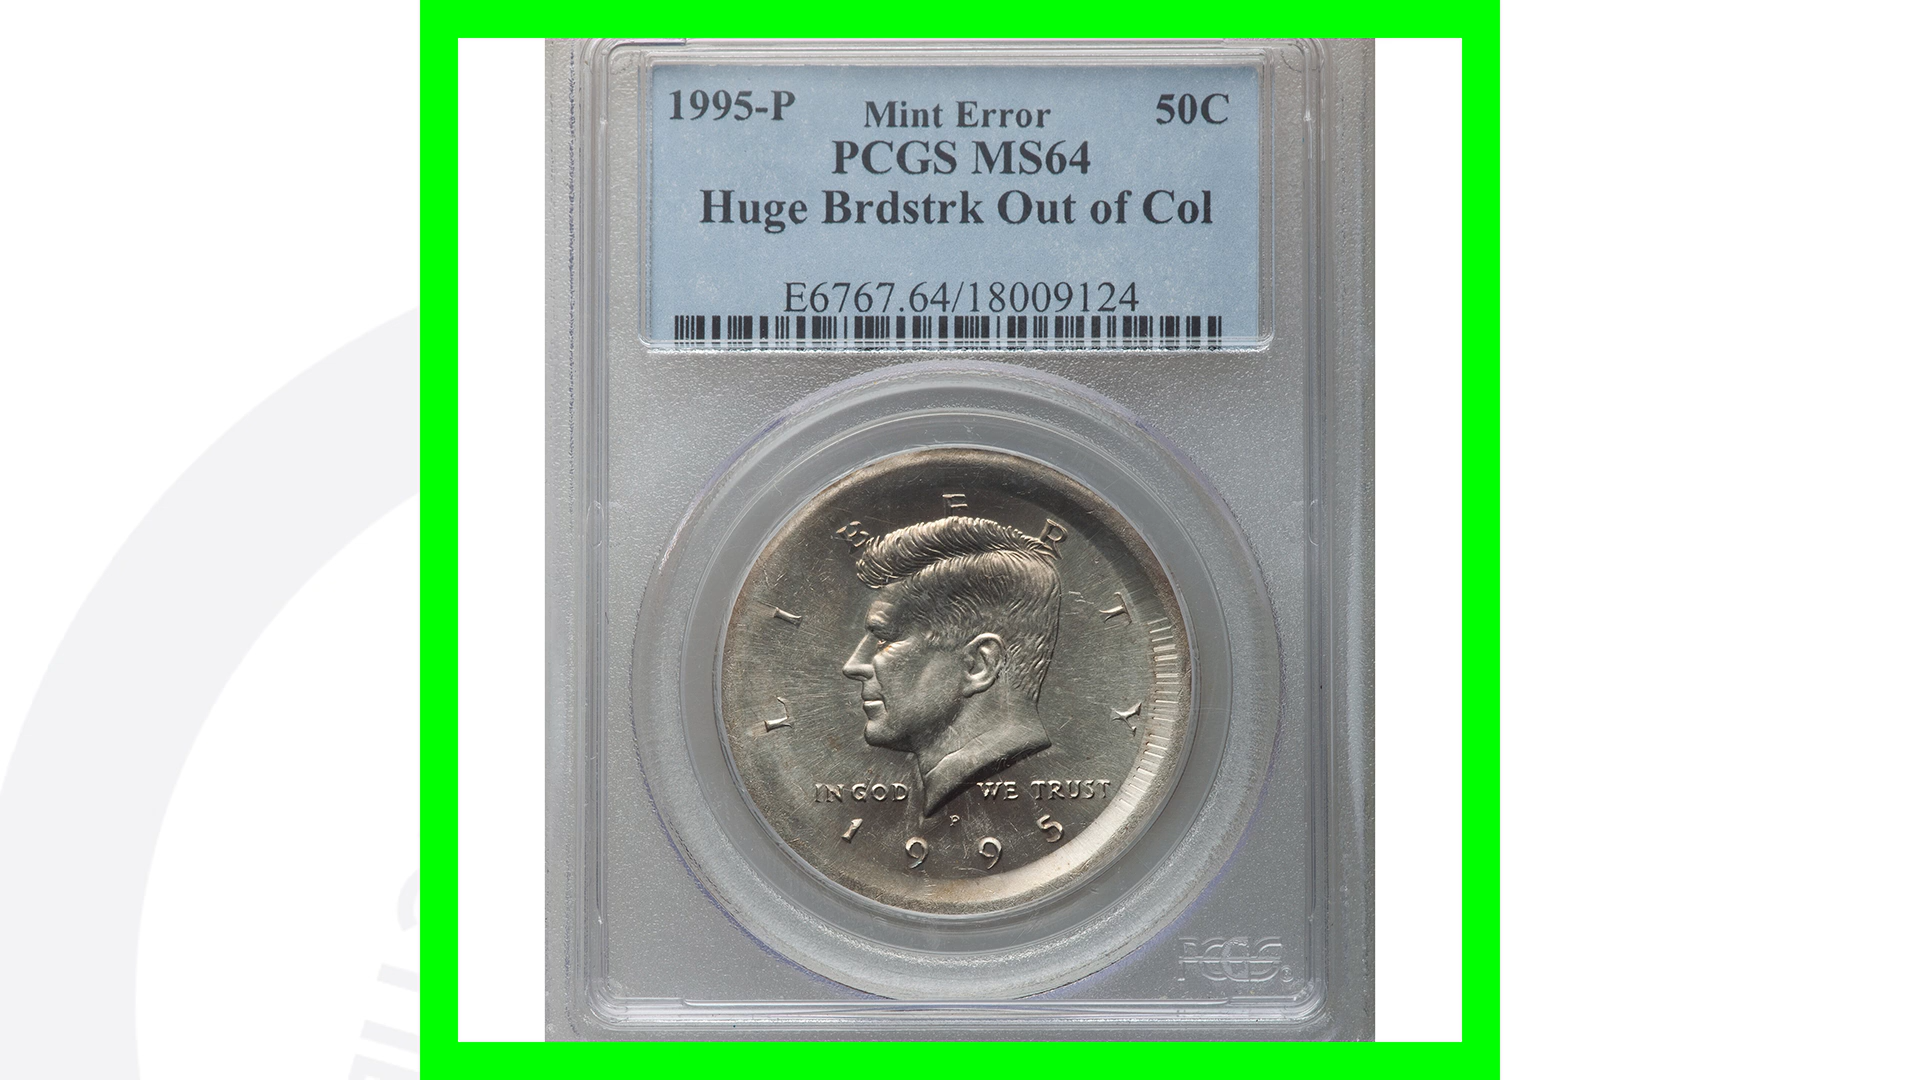 1995-P Mint Error 50C
PCGS MS64
Huge Brdstrk Out of Col
E6767.64/18009124
LIBERTY
IN GOD WE TRUST
P
1995
PCGS